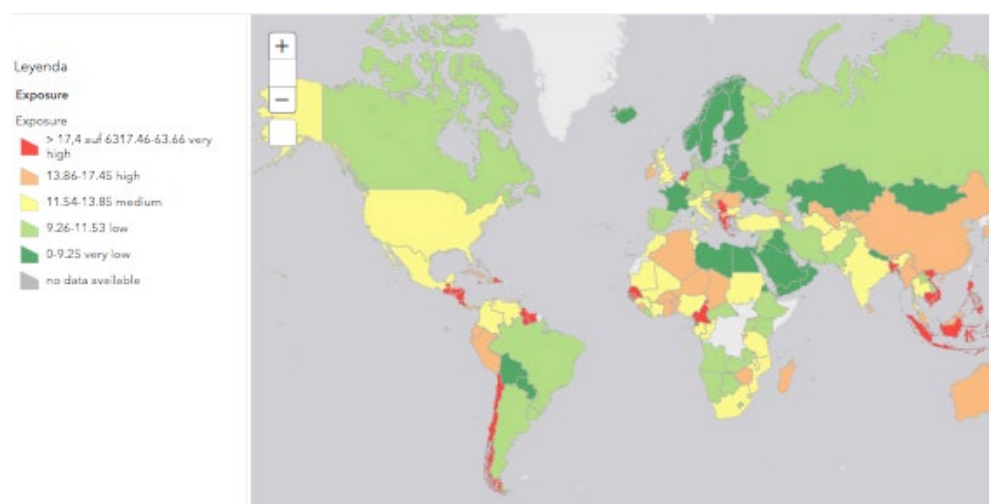 +
−
Leyenda
Exposure
Exposure
> 17,4 auf 6317.46-63.66 very
high
13.86-17.45 high
11.54-13.85 medium
9.26-11.53 low
0-9.25 very low
no data available